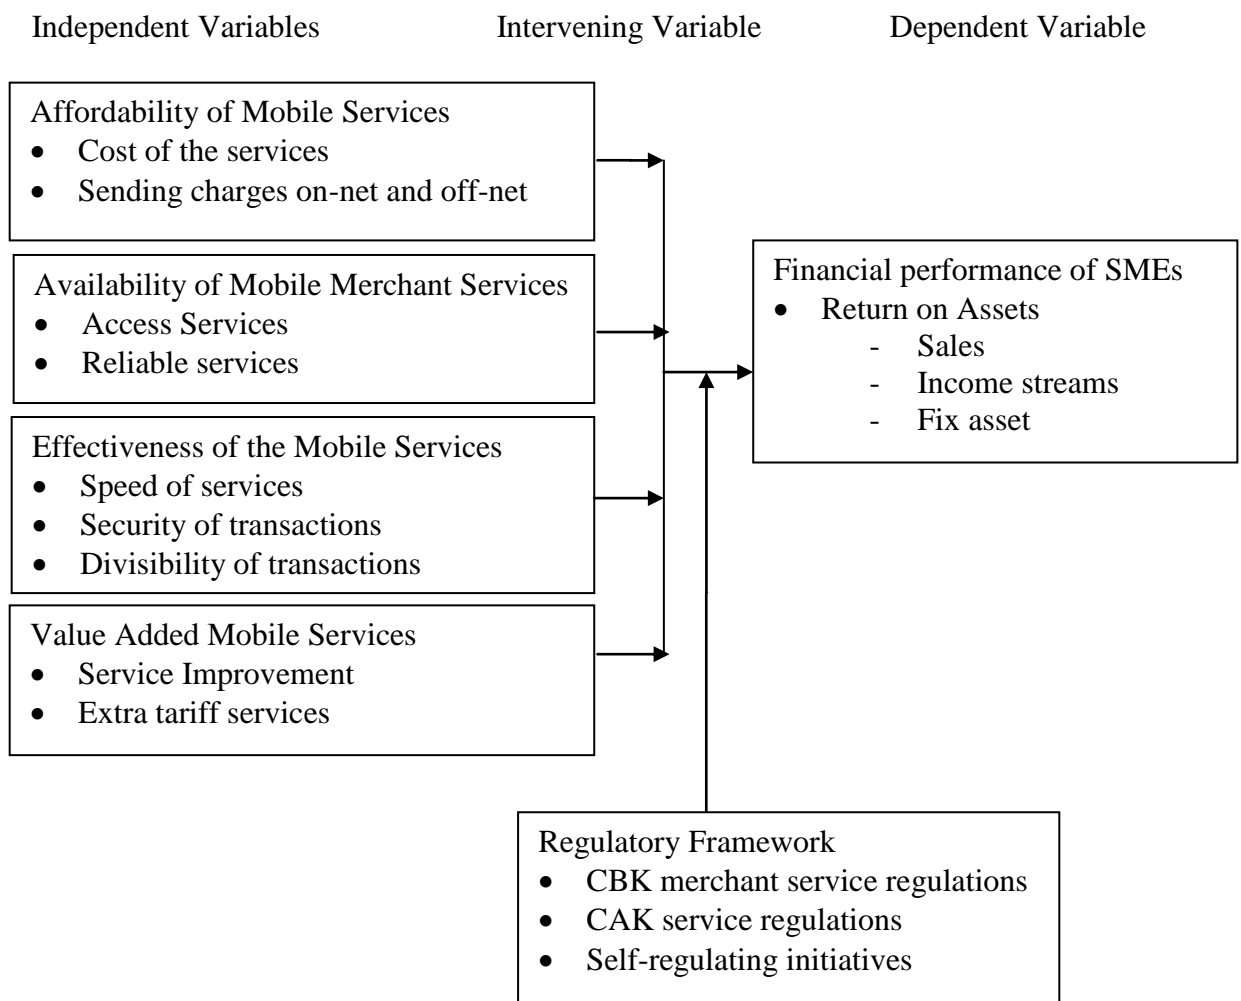 Independent Variables
Intervening Variable
Dependent Variable
Affordability of Mobile Services
• Cost of the services
• Sending charges on-net and off-net
Availability of Mobile Merchant Services
• Access Services
• Reliable services
Effectiveness of the Mobile Services
• Speed of services
• Security of transactions
• Divisibility of transactions
Value Added Mobile Services
• Service Improvement
• Extra tariff services
Financial performance of SMEs
• Return on Assets
- Sales
- Income streams
- Fix asset
Regulatory Framework
• CBK merchant service regulations
• CAK service regulations
• Self-regulating initiatives